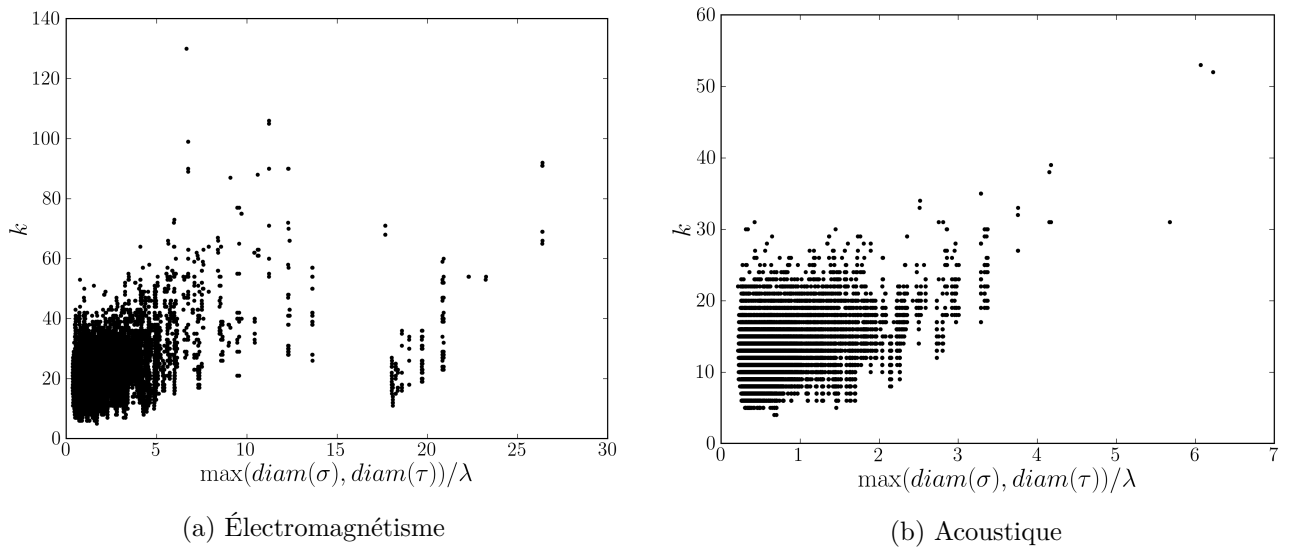 140
120
100
80
60
40
20
0
k
0 5 10 15 20 25 30
max(diam(σ), diam(τ))/λ
(a) Électromagnétisme
60
50
40
30
20
10
0
k
0 1 2 3 4 5 6 7
max(diam(σ), diam(τ))/λ
(b) Acoustique